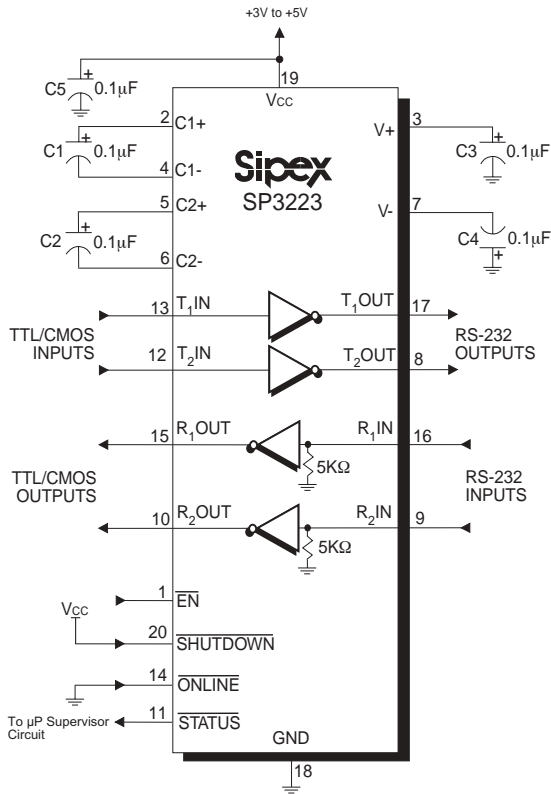 +3V to +5V
19
VCC
C5 + 0.1µF
2 C1+
C1 + 0.1µF
4 C1-
5 C2+
C2 + 0.1µF
6 C2-
Sipex
SP3223
V+ 3
C3 + 0.1µF
V- 7
C4 + 0.1µF
TTL/CMOS
INPUTS
13 T1IN
T1OUT 17
12 T2IN
T2OUT 8
RS-232
OUTPUTS
TTL/CMOS
OUTPUTS
15 R1OUT
R1IN 16
5KΩ
10 R2OUT
R2IN 9
5KΩ
RS-232
INPUTS
1 EN
VCC
20 SHUTDOWN
14 ONLINE
To µP Supervisor
Circuit
11 STATUS
GND
18